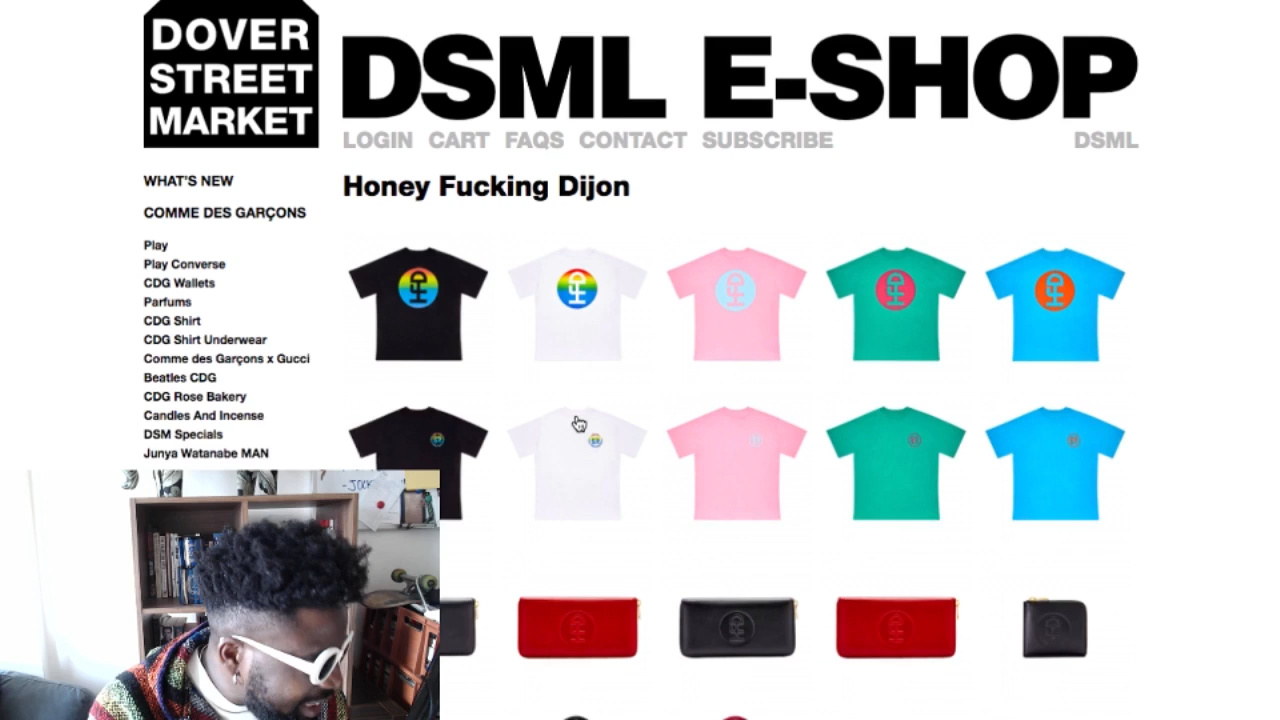 DOVER
STREET
MARKET
DSML E-SHOP
LOGIN CART FAQS CONTACT SUBSCRIBE DSML
WHAT'S NEW
Honey Fucking Dijon
COMME DES GARÇONS
Play
Play Converse
CDG Wallets
Parfums
CDG Shirt
CDG Shirt Underwear
Comme des Garçons x Gucci
Beatles CDG
CDG Rose Bakery
Candles And Incense
DSM Specials
Junya Watanabe MAN